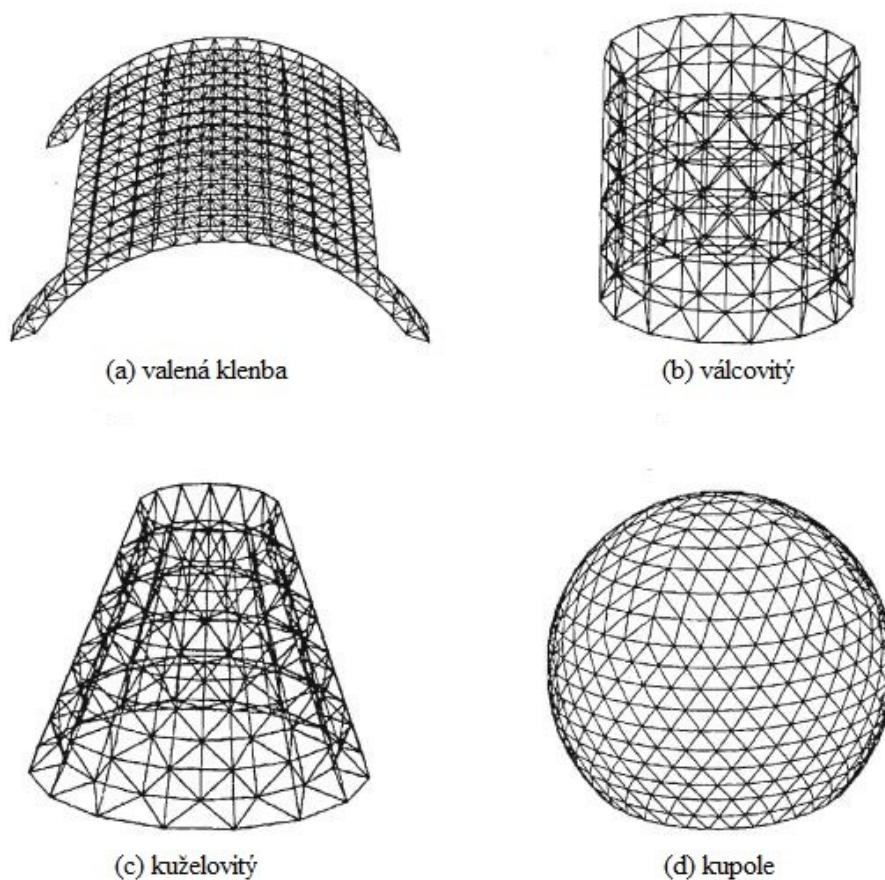 (a) valená klenba
(b) válcovitý
(c) kuželovitý
(d) kupole